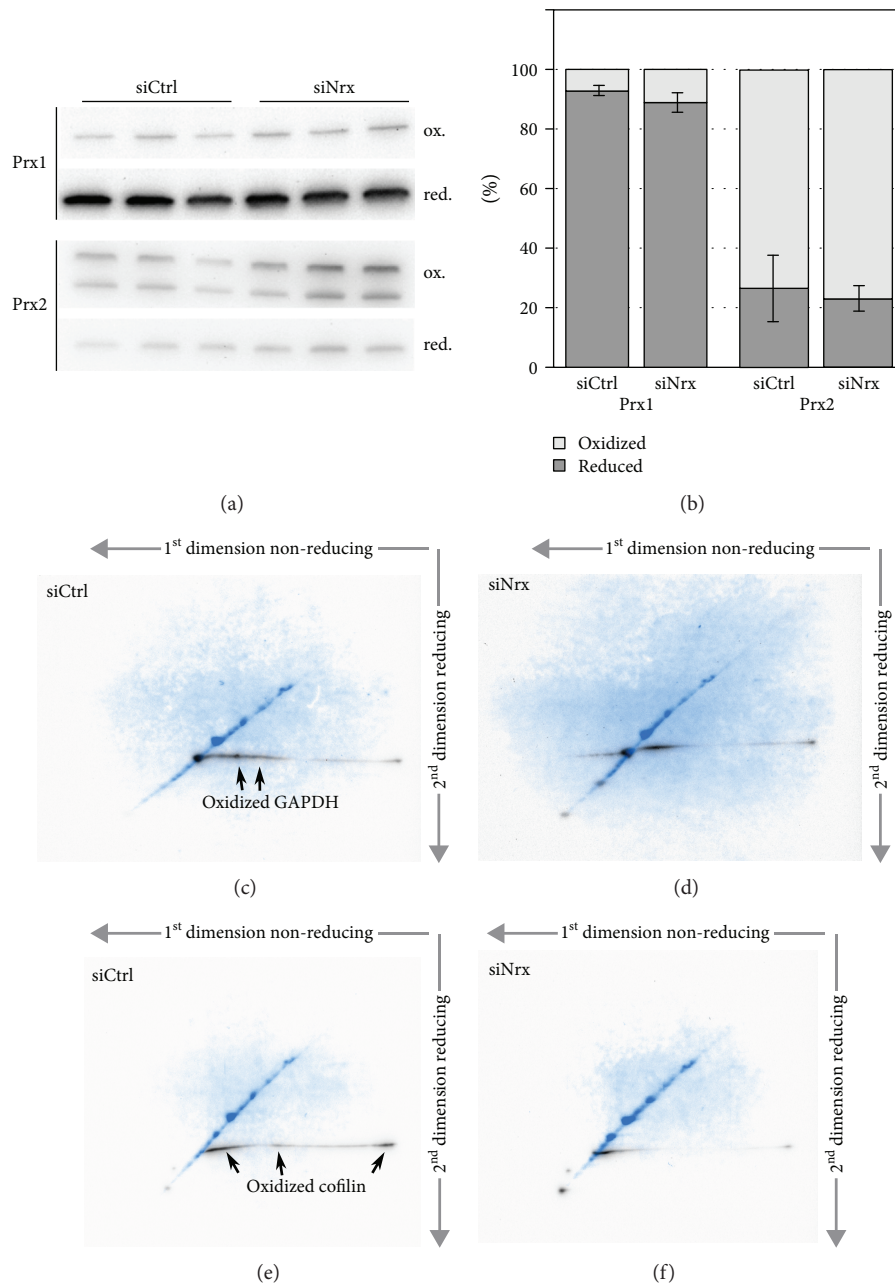 siCtrl siNrx
Prx1
ox.
red.
Prx2
ox.
red.
(a)
(%)
100
80
60
40
20
0
siCtrl siNrx siCtrl siNrx
Prx1 Prx2
Oxidized
Reduced
(b)
1st dimension non-reducing
2nd dimension reducing
siCtrl
Oxidized GAPDH
(c)
1st dimension non-reducing
2nd dimension reducing
siNrx
(d)
1st dimension non-reducing
2nd dimension reducing
siCtrl
Oxidized cofilin
(e)
1st dimension non-reducing
2nd dimension reducing
siNrx
(f)